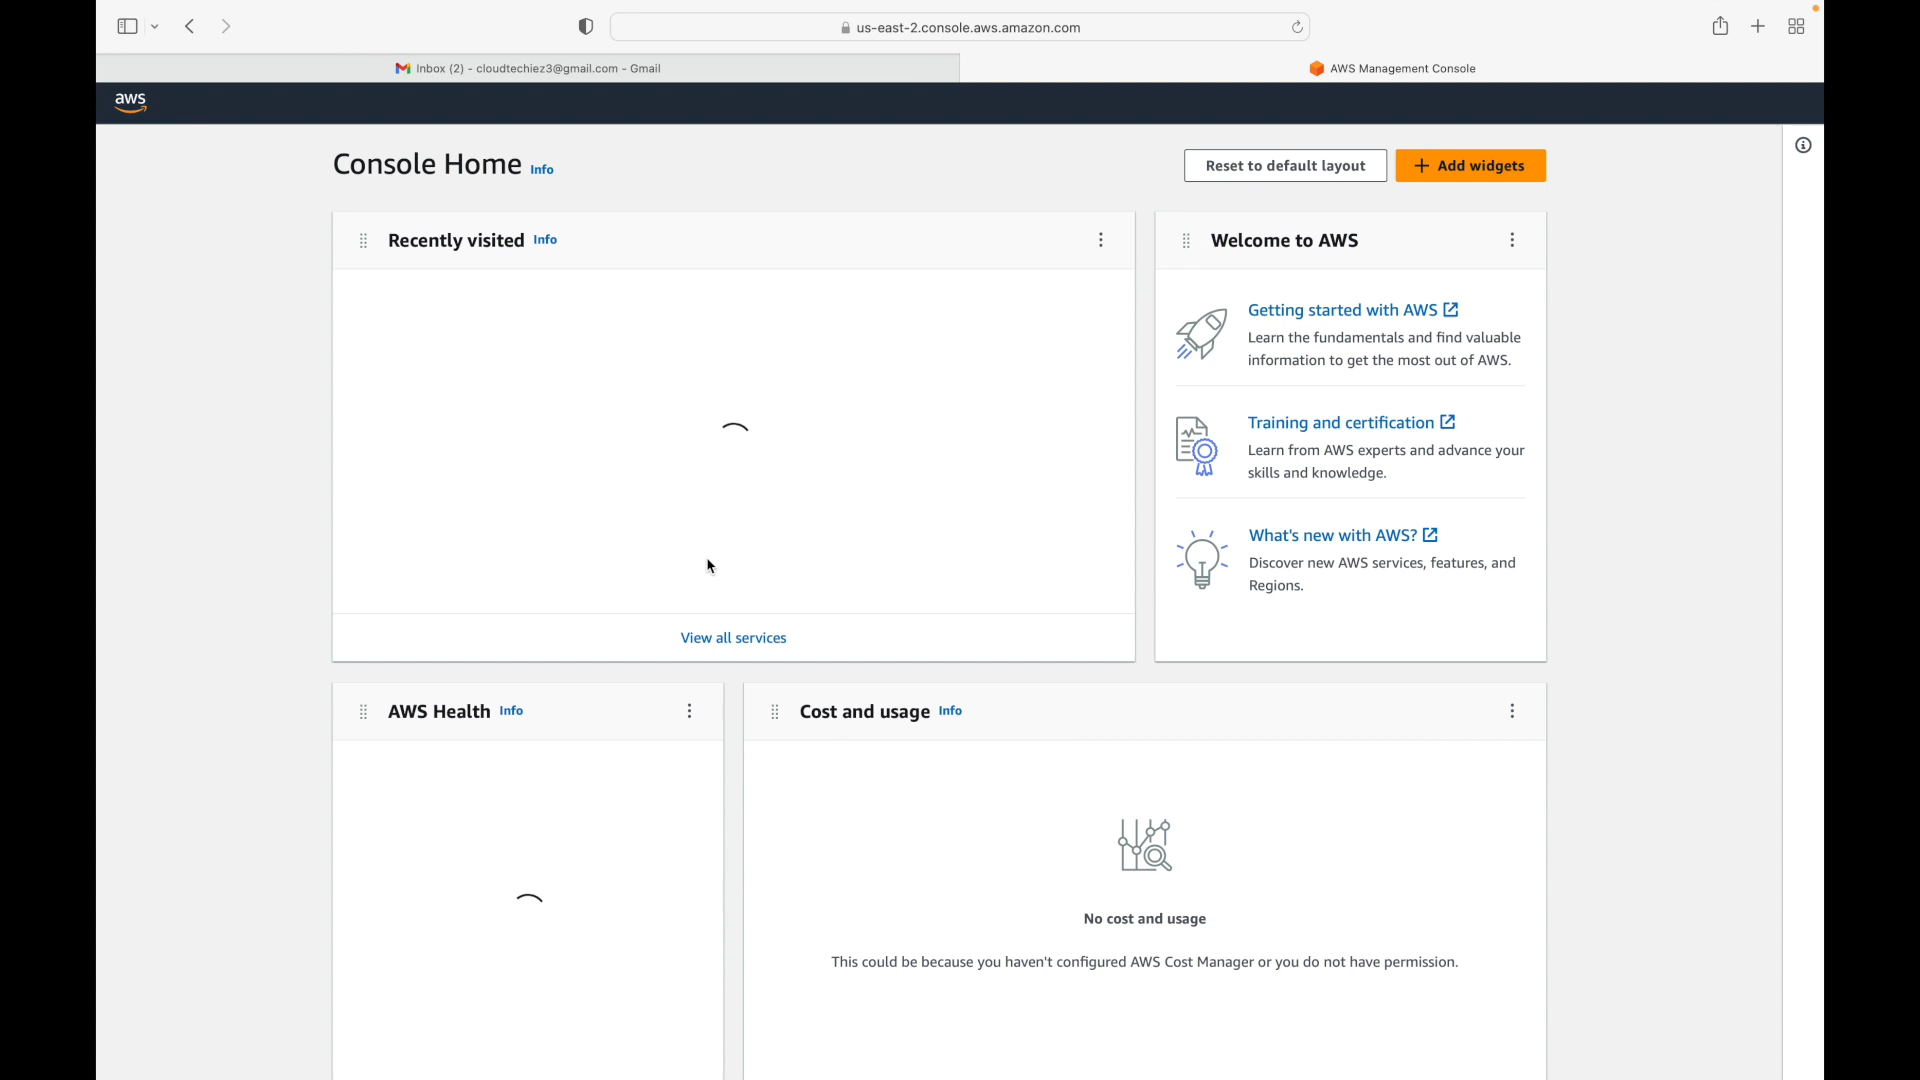 us-east-2.console.aws.amazon.com
Inbox (2) - cloudtechiez3@gmail.com - Gmail
AWS Management Console
aws
Console Home Info
Reset to default layout
Add widgets
Recently visited Info
View all services
Welcome to AWS
Getting started with AWS
Learn the fundamentals and find valuable
information to get the most out of AWS.
Training and certification
Learn from AWS experts and advance your
skills and knowledge.
What's new with AWS?
Discover new AWS services, features, and
Regions.
AWS Health Info
Cost and usage Info
No cost and usage
This could be because you haven't configured AWS Cost Manager or you do not have permission.